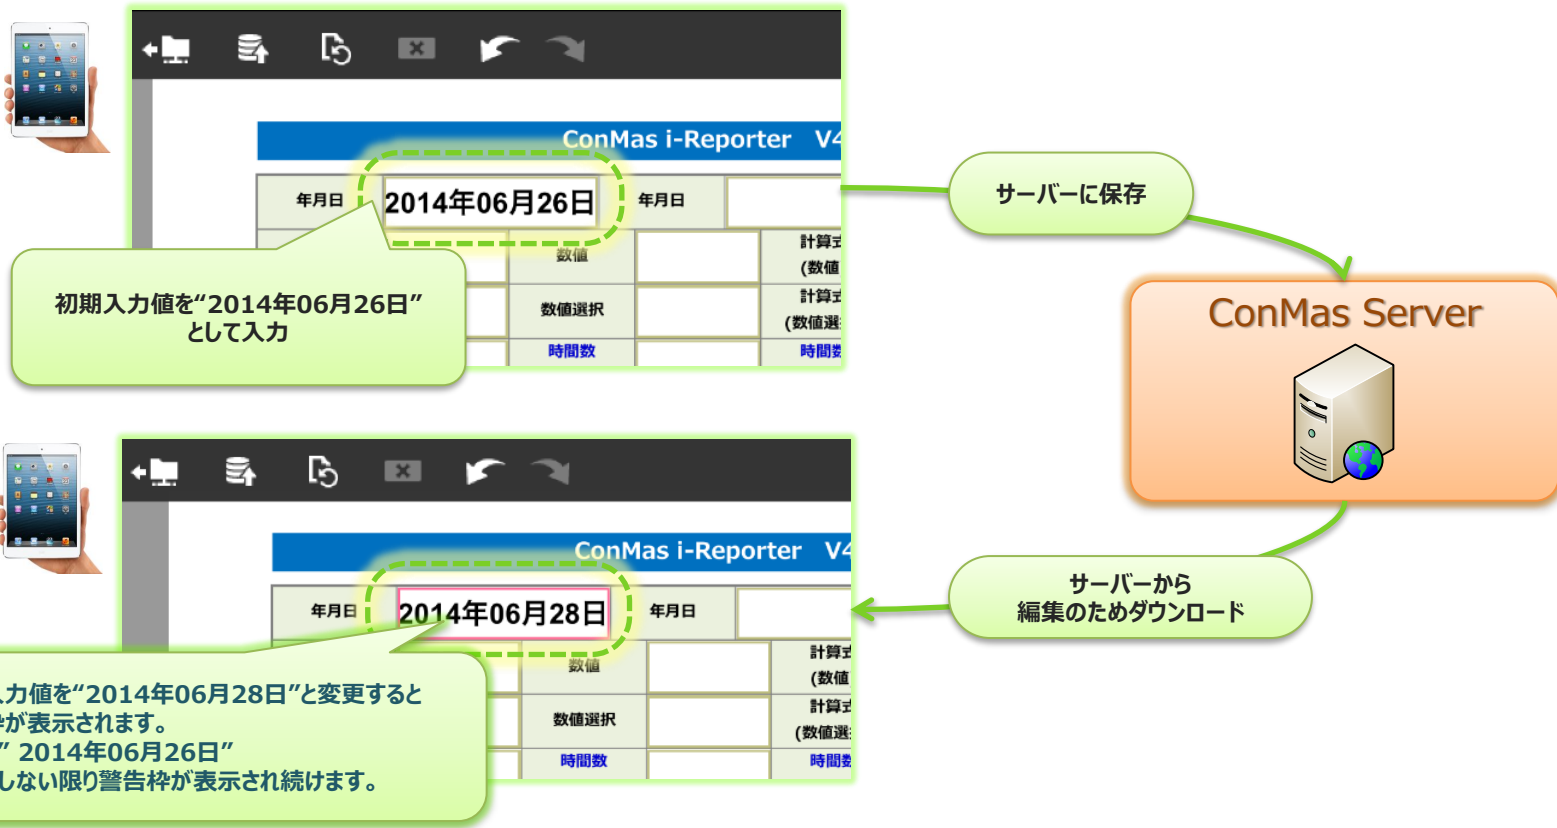 ConMas i-Reporter V4
年月日
2014年06月26日
年月日
数値
計算式
(数値
数値選択
計算式
(数値選
時間数
時間数
初期入力値を“2014年06月26日”
として入力
サーバーに保存
ConMas Server
サーバーから
編集のためダウンロード
ConMas i-Reporter V4
年月日
2014年06月28日
年月日
数値
計算式
(数値
数値選択
計算式
(数値選
時間数
時間数
入力値を“2014年06月28日”と変更すると
枠が表示されます。
” 2014年06月26日”
しない限り警告枠が表示され続けます。